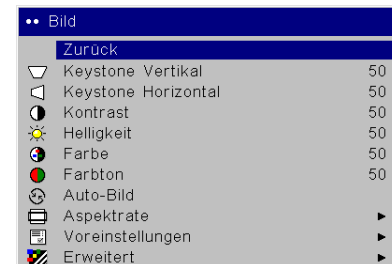 •• Bild
Zurück
Keystone Vertikal 50
Keystone Horizontal 50
Kontrast 50
Helligkeit 50
Farbe 50
Farbton 50
Auto-Bild
Aspektrate ▶
Voreinstellungen ▶
Erweitert ▶